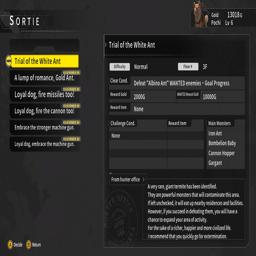 SORTIE
Gold 13018G
Pochi Lv 6
Trial of the White Ant
A lump of romance, Gold Ant.
Loyal dog, fire missiles too!
Loyal dog, fire the cannon too!
Embrace the stronger machine gun.
Loyal dog, embrace the machine gun.
Trial of the White Ant
Difficulty Normal Floor # 3F
Clear Cond. Defeat "Albino Ant" WANTED enemies - Goal Progress
Reward Gold 2000G WANTED Reward Gold 10000G
Reward Item None
Challenge Cond. Reward Item Main Monsters
None
Iron Ant
Bombelion Baby
Cannon Hopper
Gargant
From hunter office
A very rare, giant termite has been identified.
They are powerful monsters that will contaminate this area.
If left unchecked, it will eat up nearby residences and facilities.
However, if you succeed in defeating them, you will have a
chance to expand your area of activity.
For the sake of a richer, happier and more civilized life.
I recommend that you quickly go for extermination.
Decide Return